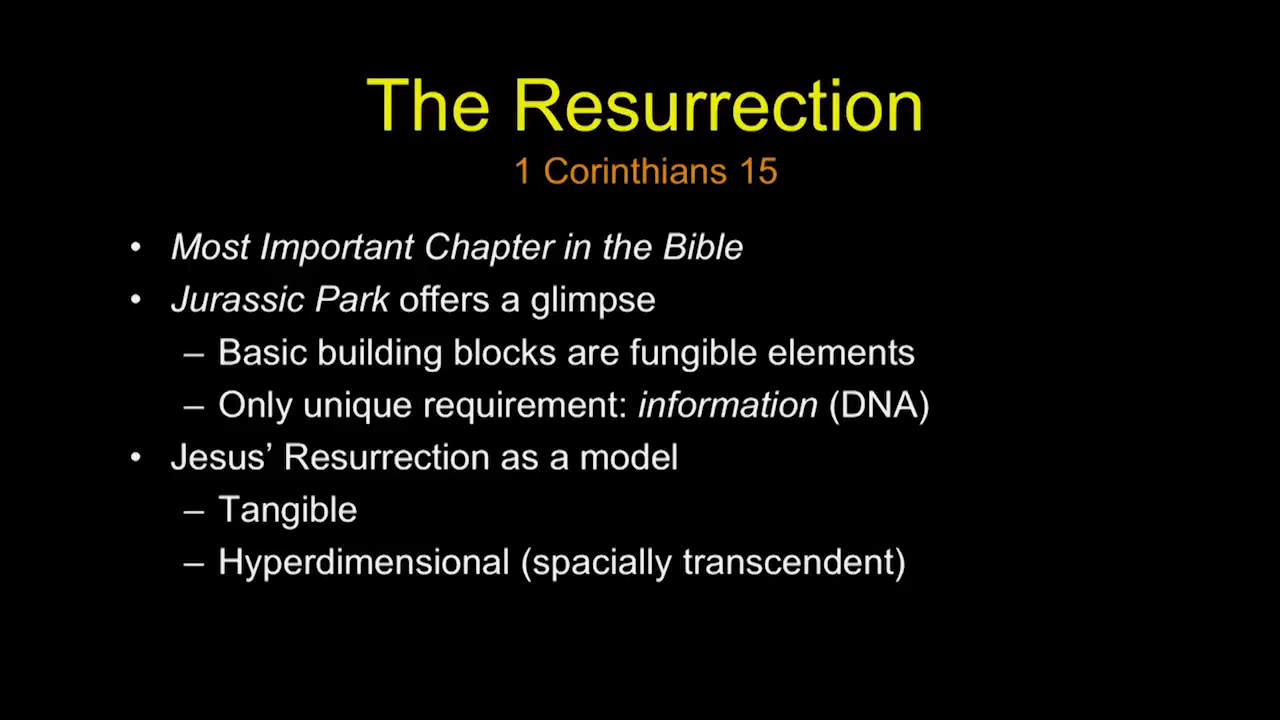 The Resurrection
1 Corinthians 15
• Most Important Chapter in the Bible
• Jurassic Park offers a glimpse
– Basic building blocks are fungible elements
– Only unique requirement: information (DNA)
• Jesus’ Resurrection as a model
– Tangible
– Hyperdimensional (spacially transcendent)